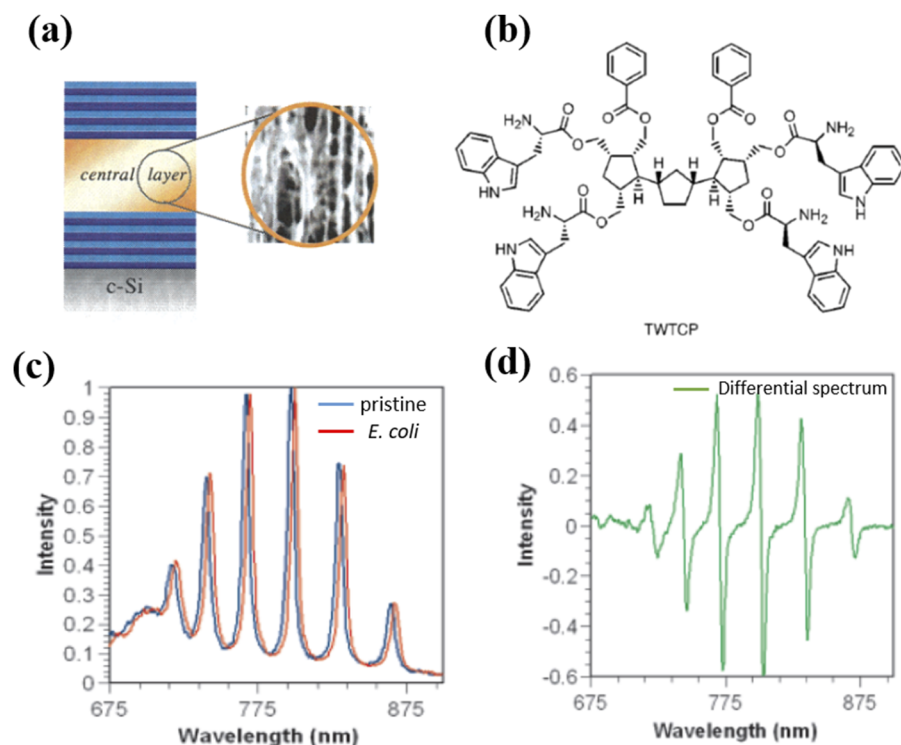 (a)
central layer
c-Si
(b)
H2N
O
O
O
O
O
O
O
NH2
NH
H
H
H
H
N
H
H2N
O
O
O
O
NH2
HN
NH
TWTCP
(c)
Intensity
1
0.9
0.8
0.7
0.6
0.5
0.4
0.3
0.2
0.1
0
675
775
875
Wavelength (nm)
pristine
E. coli
(d)
Intensity
0.6
0.4
0.2
0
-0.2
-0.4
-0.6
675
775
875
Wavelength (nm)
Differential spectrum